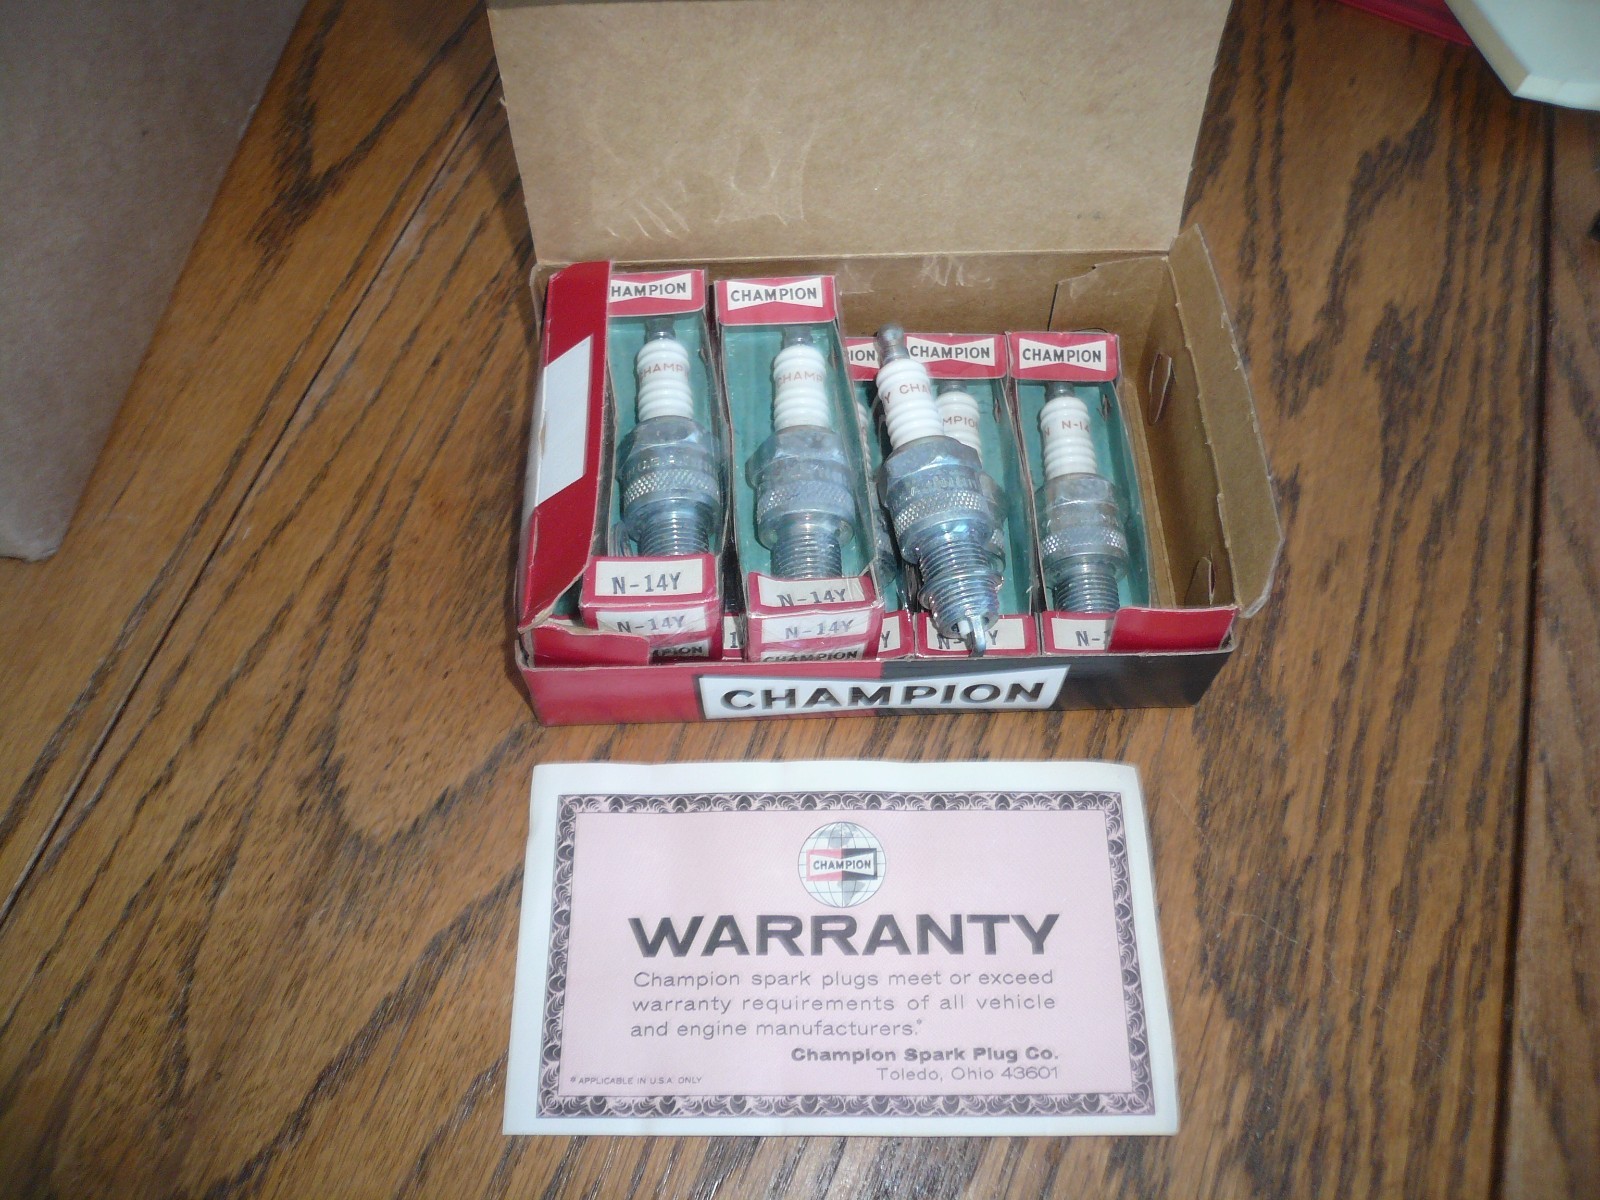 CHAMPION
CHAMPION
CHAMPION
CHAMPION
N-14Y
N-14Y
N-14Y
N-14Y
CHAMPION
CHAMPION
CHAMPION
WARRANTY
Champion spark plugs meet or exceed
warranty requirements of all vehicle
and engine manufacturers.*
Champion Spark Plug Co.
Toledo, Ohio 43601
*APPLICABLE IN U.S.A. ONLY